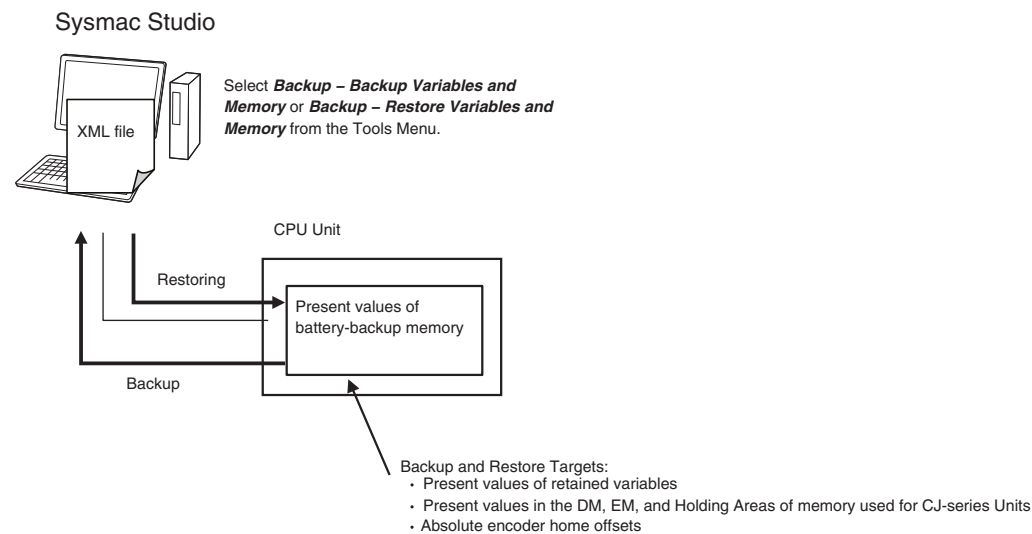 Sysmac Studio
Select Backup – Backup Variables and
Memory or Backup – Restore Variables and
Memory from the Tools Menu.
XML file
CPU Unit
Restoring
Present values of
battery-backup memory
Backup
Backup and Restore Targets:
• Present values of retained variables
• Present values in the DM, EM, and Holding Areas of memory used for CJ-series Units
• Absolute encoder home offsets